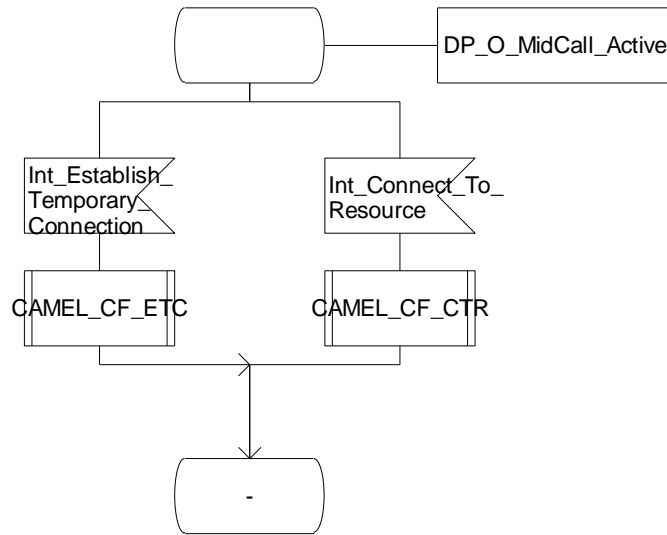 DP_O_MidCall_Active
Int_Establish_
Temporary_
Connection
Int_Connect_To_
Resource
CAMEL_CF_ETC
CAMEL_CF_CTR
-